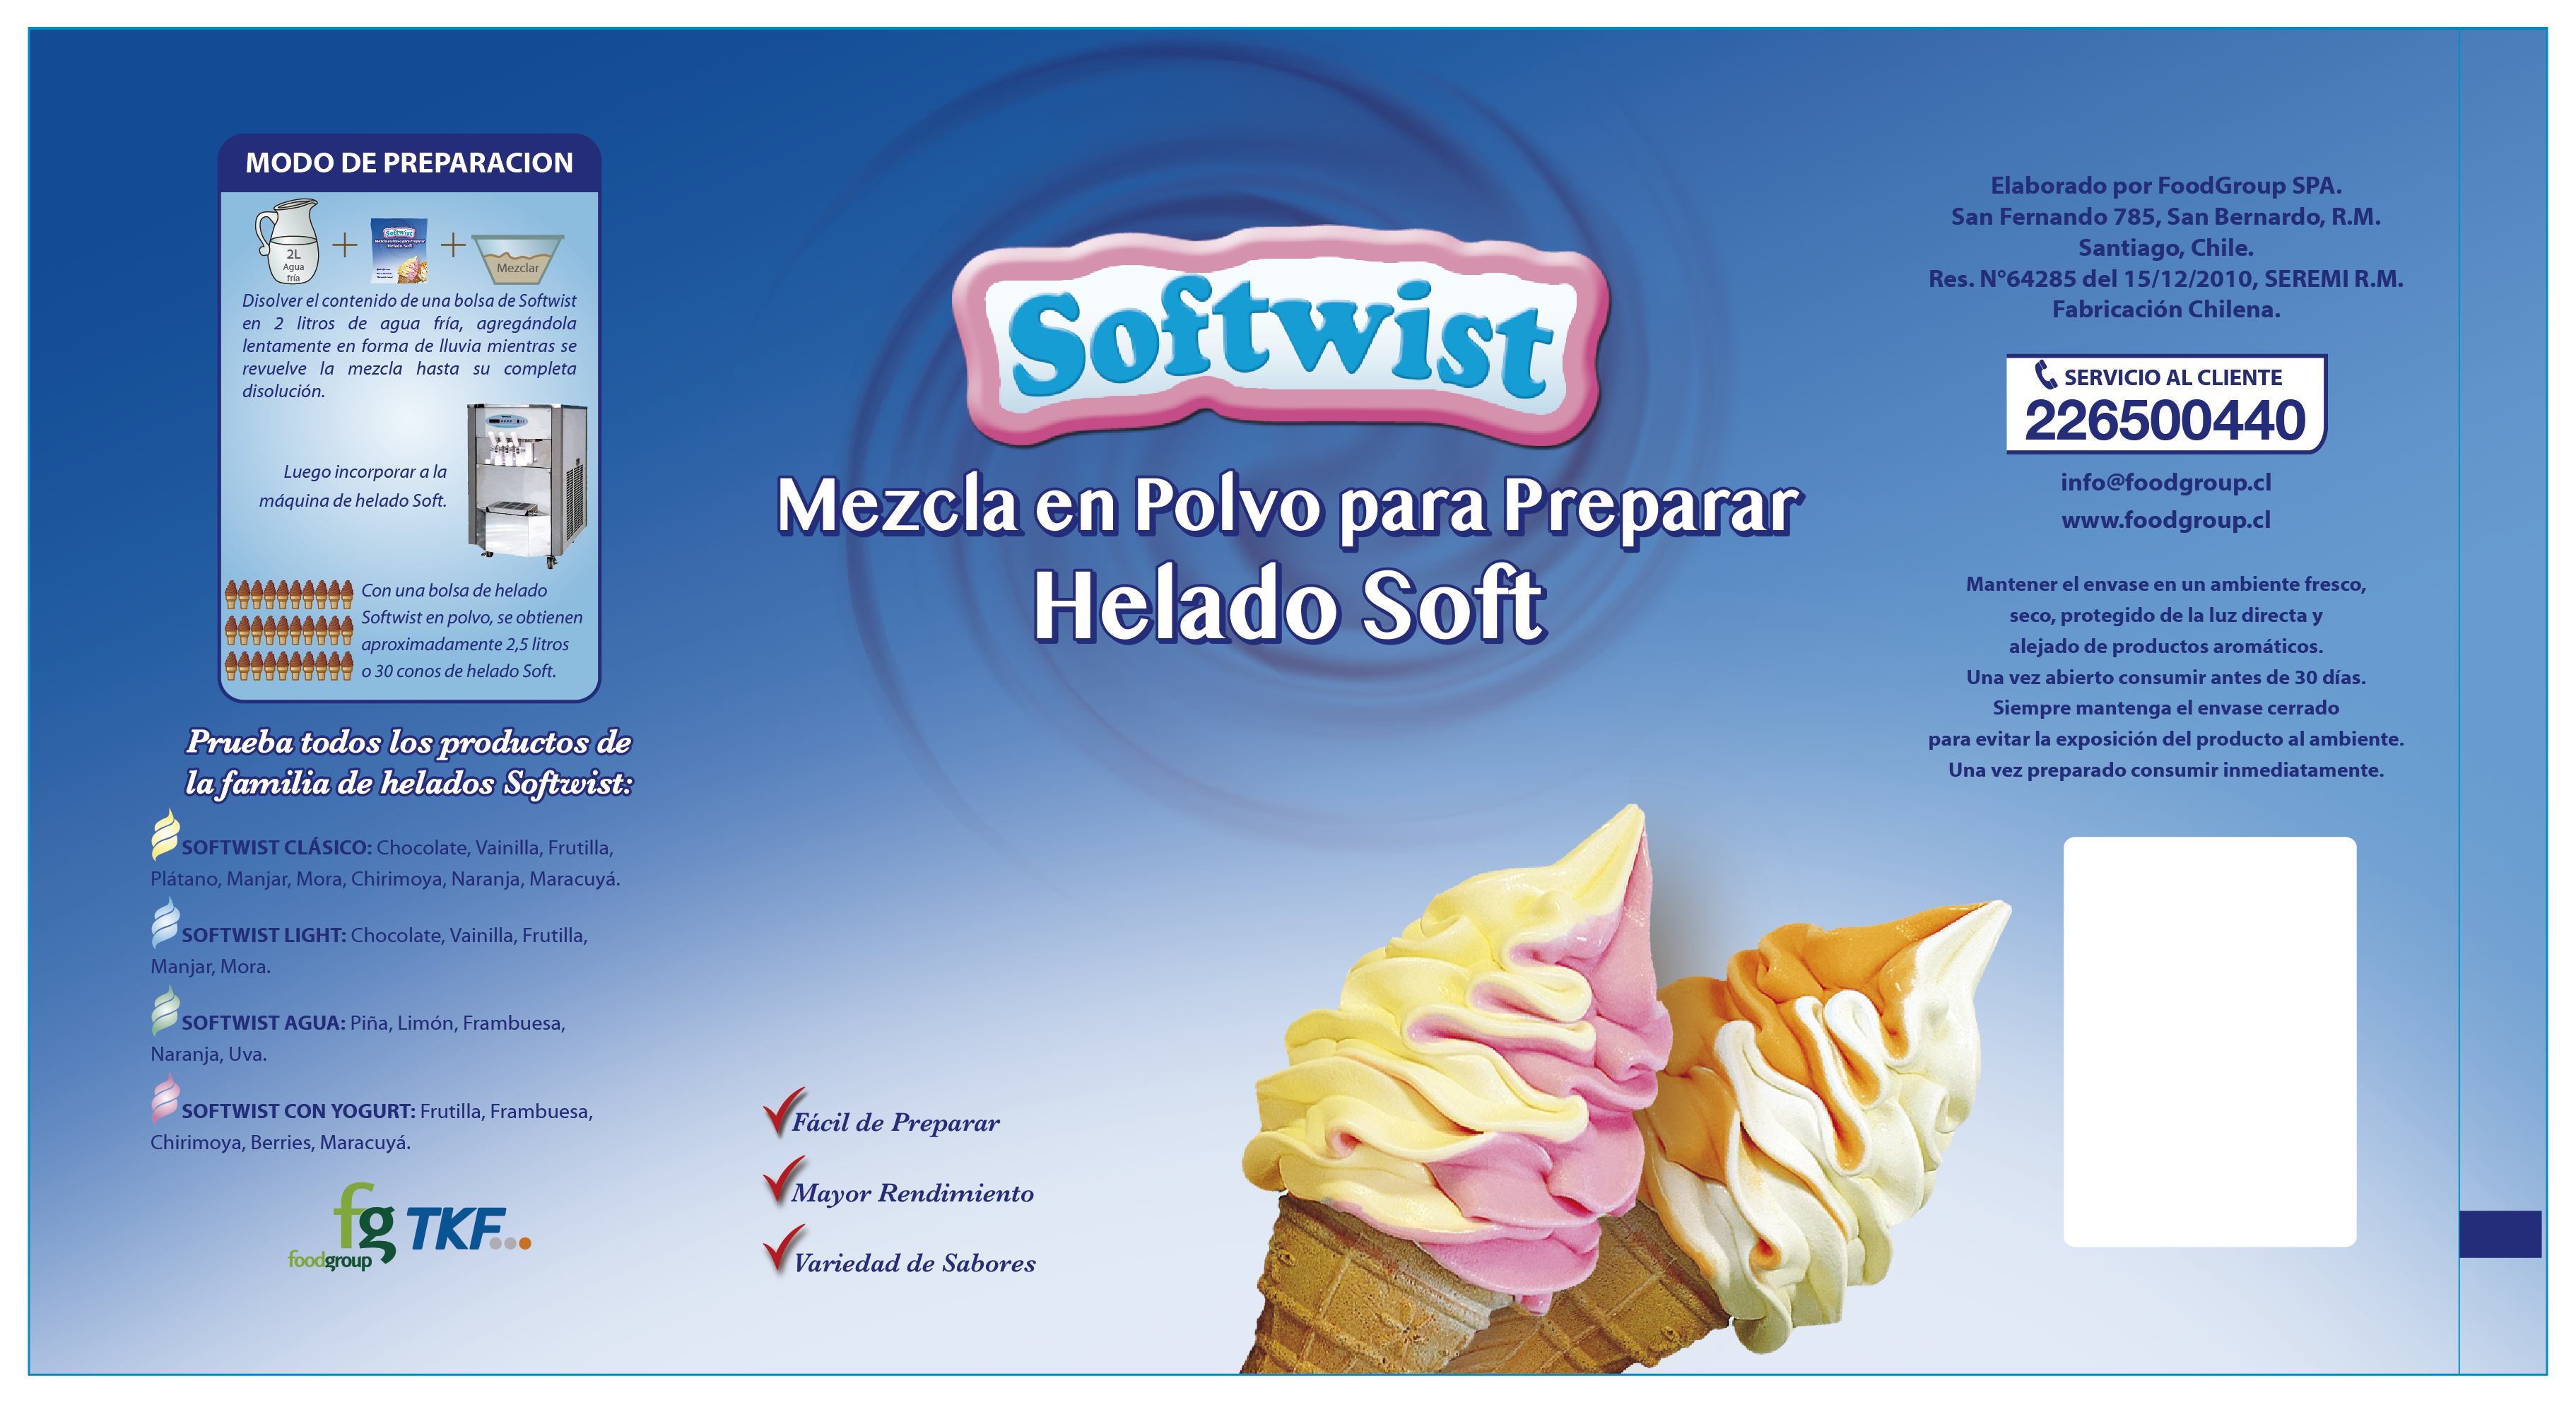 MODO DE PREPARACION
2L
Agua
fría
Softwist
Mezcla en Polvo para Preparar
Helado Soft
Mezclar
Disolver el contenido de una bolsa de Softwist
en 2 litros de agua fría, agregándola
lentamente en forma de lluvia mientras se
revuelve la mezcla hasta su completa
disolución.
Luego incorporar a la
máquina de helado Soft.
Con una bolsa de helado
Softwist en polvo, se obtienen
aproximadamente 2,5 litros
o 30 conos de helado Soft.
Prueba todos los productos de
la familia de helados Softwist:
SOFTWIST CLÁSICO: Chocolate, Vainilla, Frutilla,
Plátano, Manjar, Mora, Chirimoya, Naranja, Maracuyá.
SOFTWIST LIGHT: Chocolate, Vainilla, Frutilla,
Manjar, Mora.
SOFTWIST AGUA: Piña, Limón, Frambuesa,
Naranja, Uva.
SOFTWIST CON YOGURT: Frutilla, Frambuesa,
Chirimoya, Berries, Maracuyá.
fg
foodgroup
TKF...
Softwist
Mezcla en Polvo para Preparar
Helado Soft
Fácil de Preparar
Mayor Rendimiento
Variedad de Sabores
Elaborado por FoodGroup SPA.
San Fernando 785, San Bernardo, R.M.
Santiago, Chile.
Res. N°64285 del 15/12/2010, SEREMI R.M.
Fabricación Chilena.
SERVICIO AL CLIENTE
226500440
info@foodgroup.cl
www.foodgroup.cl
Mantener el envase en un ambiente fresco,
seco, protegido de la luz directa y
alejado de productos aromáticos.
Una vez abierto consumir antes de 30 días.
Siempre mantenga el envase cerrado
para evitar la exposición del producto al ambiente.
Una vez preparado consumir inmediatamente.